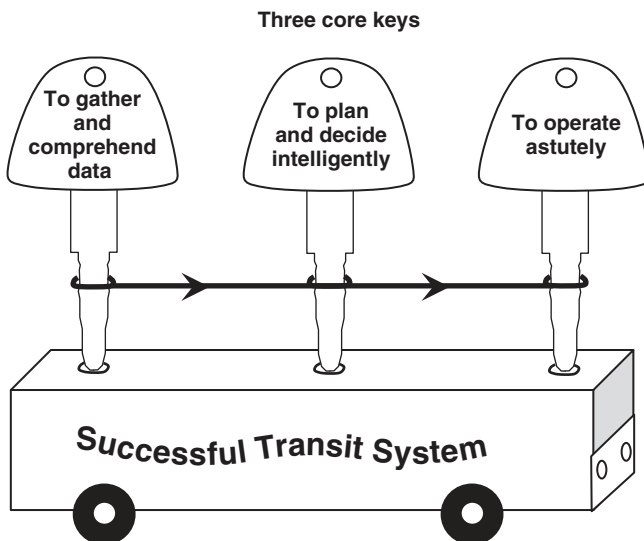 Three core keys
To gather
and
comprehend
data
To plan
and decide
intelligently
To operate
astutely
Successful Transit System